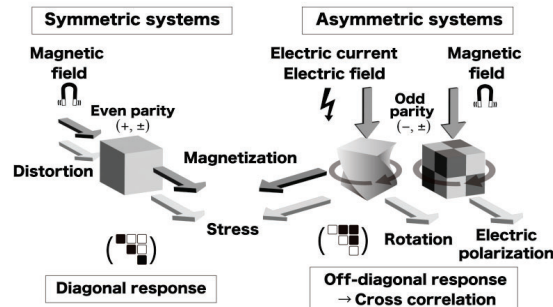 Symmetric systems
Asymmetric systems
Magnetic
field
Even parity
(+, ±)
Distortion
Magnetization
Stress
Diagonal response
Electric current
Electric field
Magnetic
field
Odd
parity
(−, ±)
Rotation
Electric
polarization
Off-diagonal response
→ Cross correlation